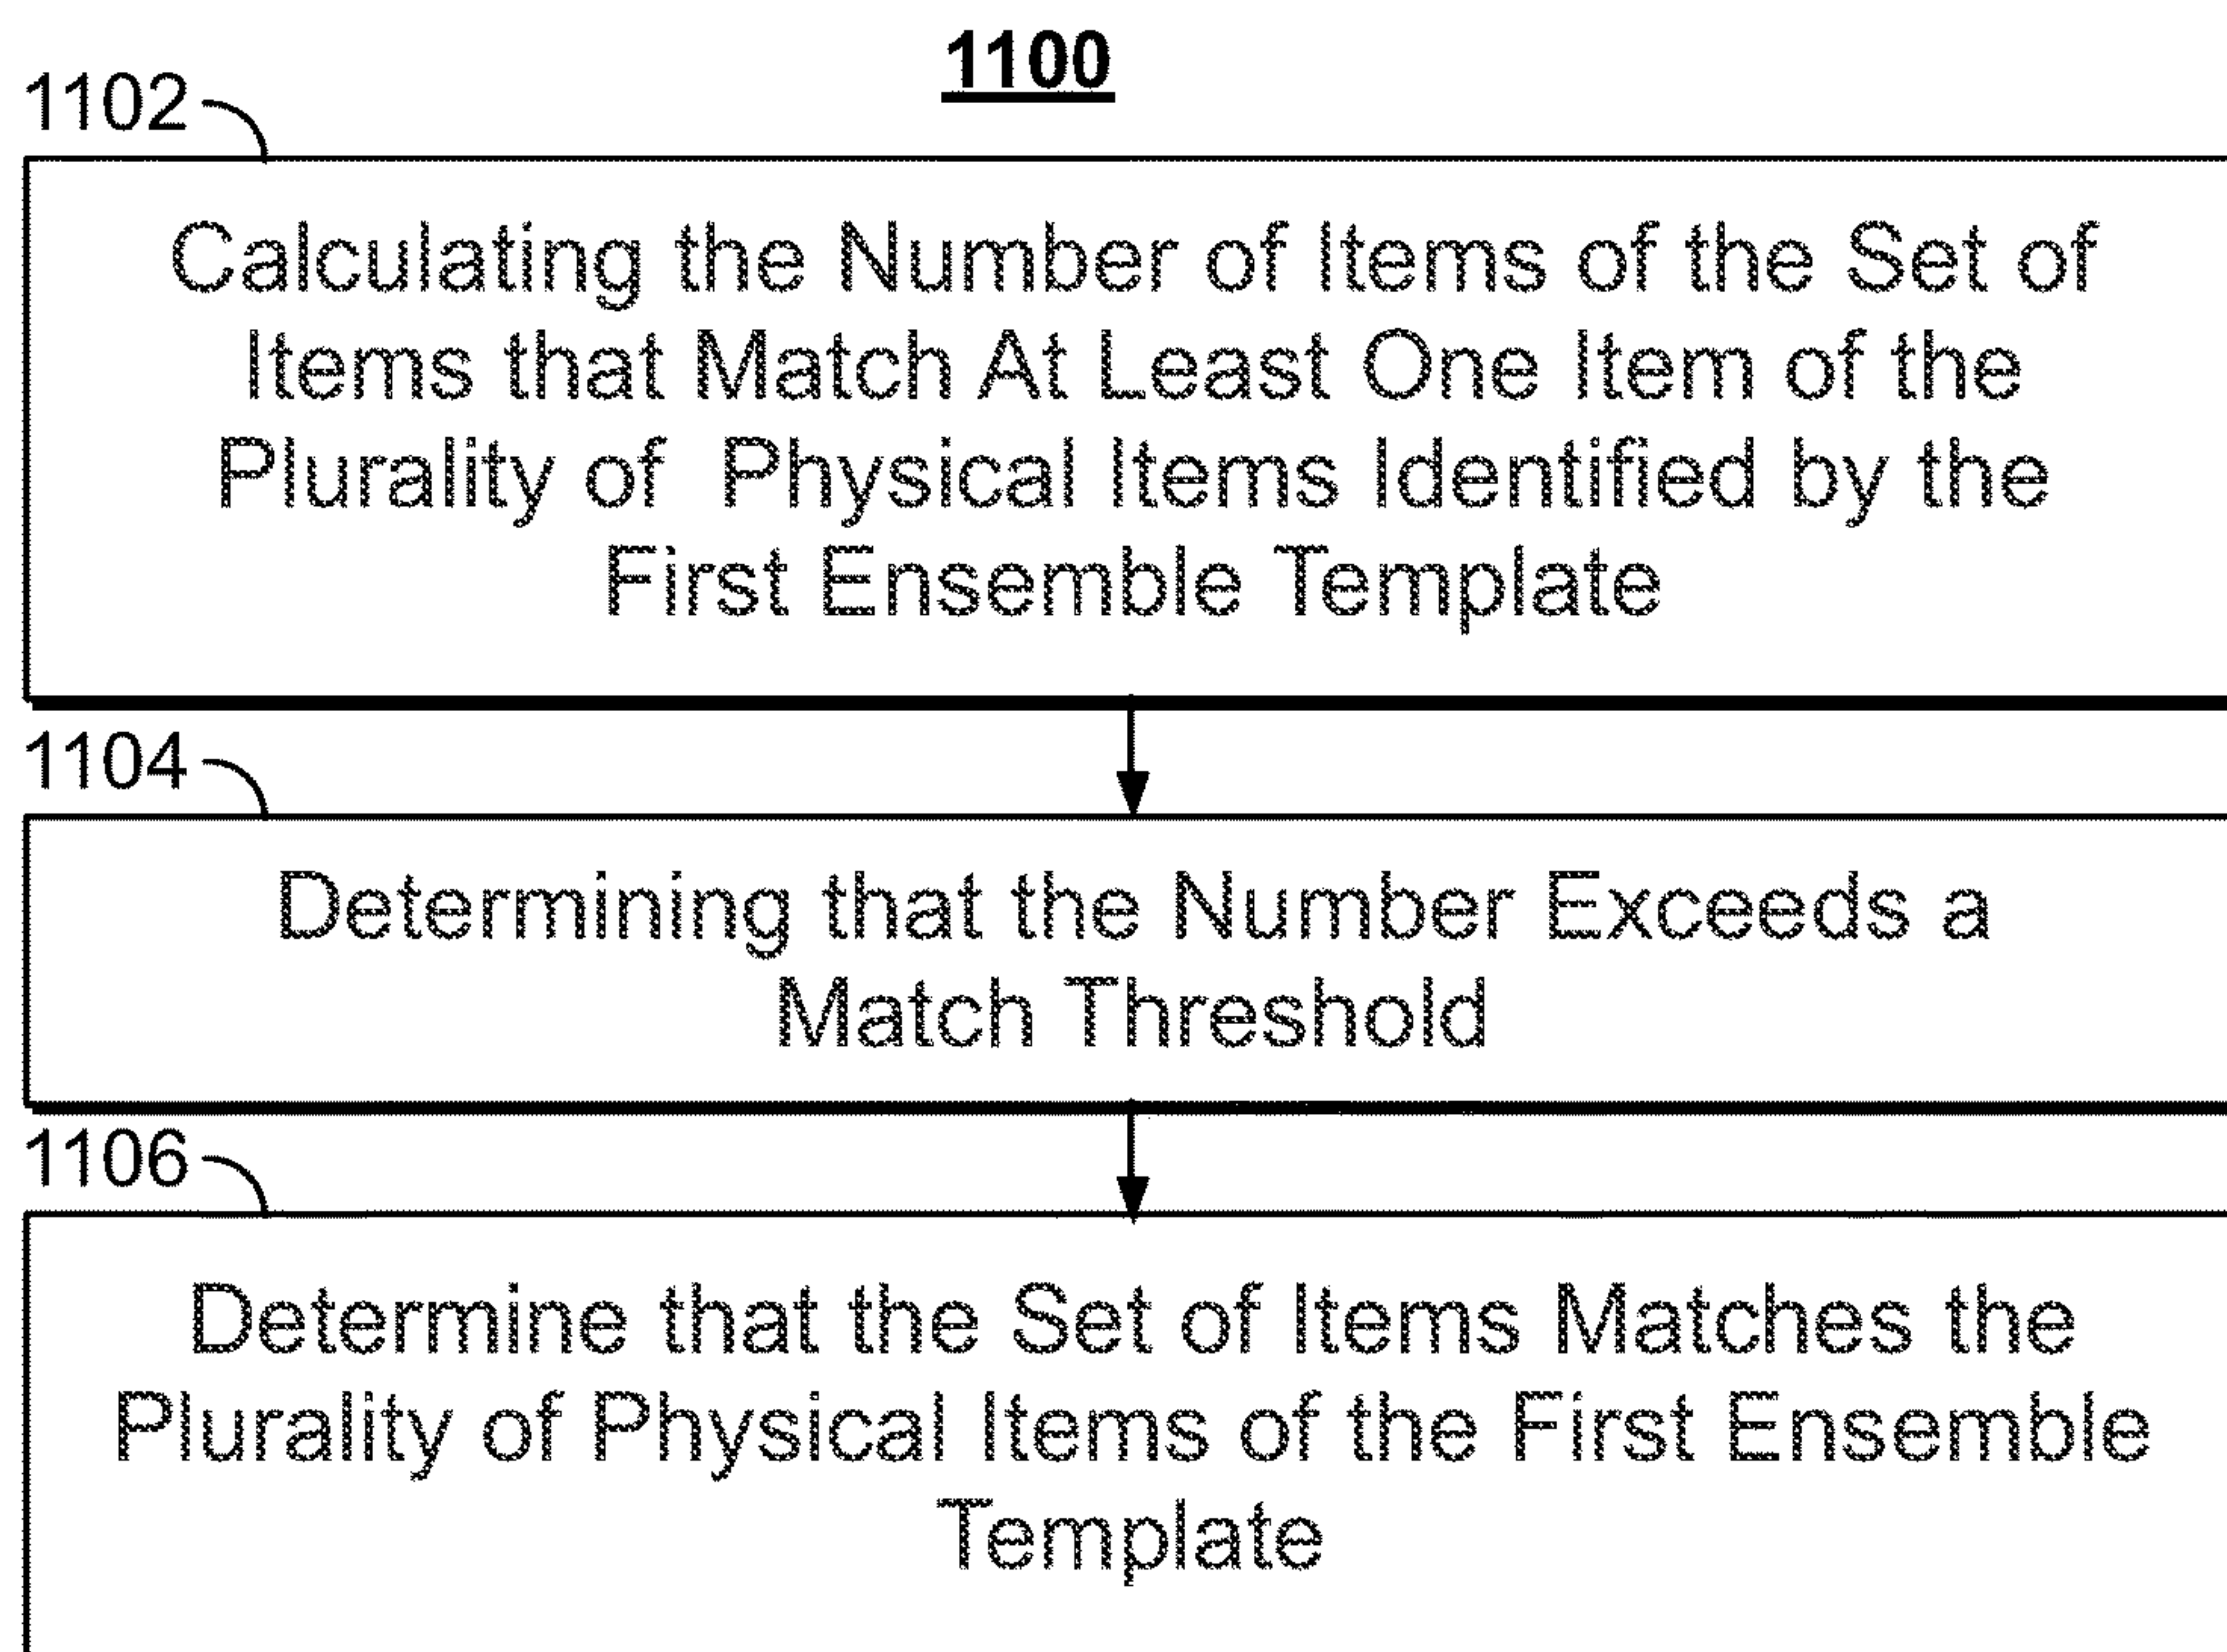 1100
1102
Calculating the Number of Items of the Set of
Items that Match At Least One Item of the
Plurality of Physical Items Identified by the
First Ensemble Template
1104
Determining that the Number Exceeds a
Match Threshold
1106
Determine that the Set of Items Matches the
Plurality of Physical Items of the First Ensemble
Template